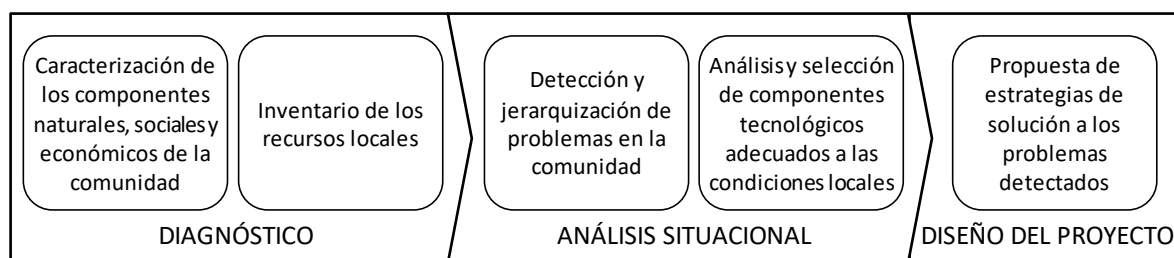 Caracterización de
los componentes
naturales, sociales y
económicos de la
comunidad
Inventario de los
recursos locales
DIAGNÓSTICO
Detección y
jerarquización de
problemas en la
comunidad
Análisis y selección
de componentes
tecnológicos
adecuados a las
condiciones locales
ANÁLISIS SITUACIONAL
Propuesta de
estrategias de
solución a los
problemas
detectados
DISEÑO DEL PROYECTO